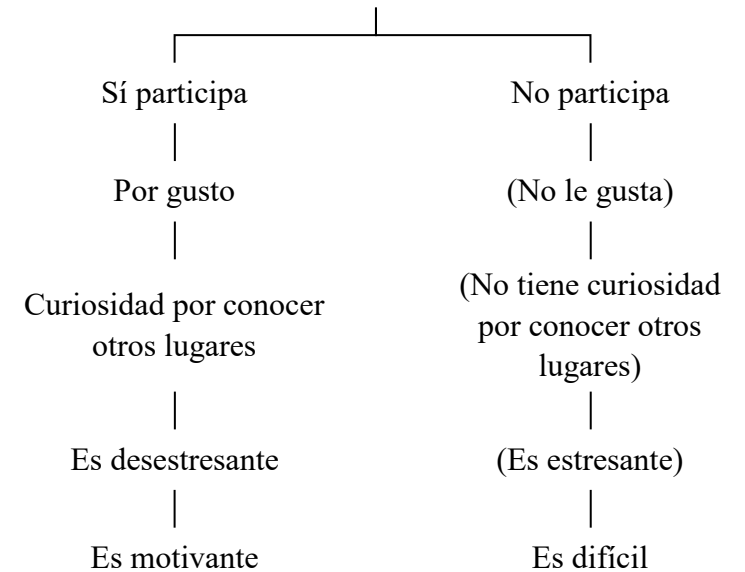 Sí participa
No participa
Por gusto
(No le gusta)
Curiosidad por conocer
otros lugares
(No tiene curiosidad
por conocer otros
lugares)
Es desestresante
(Es estresante)
Es motivante
Es difícil